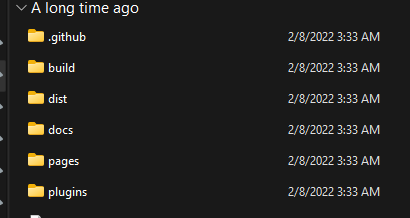 A long time ago
.github 2/8/2022 3:33 AM
build 2/8/2022 3:33 AM
dist 2/8/2022 3:33 AM
docs 2/8/2022 3:33 AM
pages 2/8/2022 3:33 AM
plugins 2/8/2022 3:33 AM